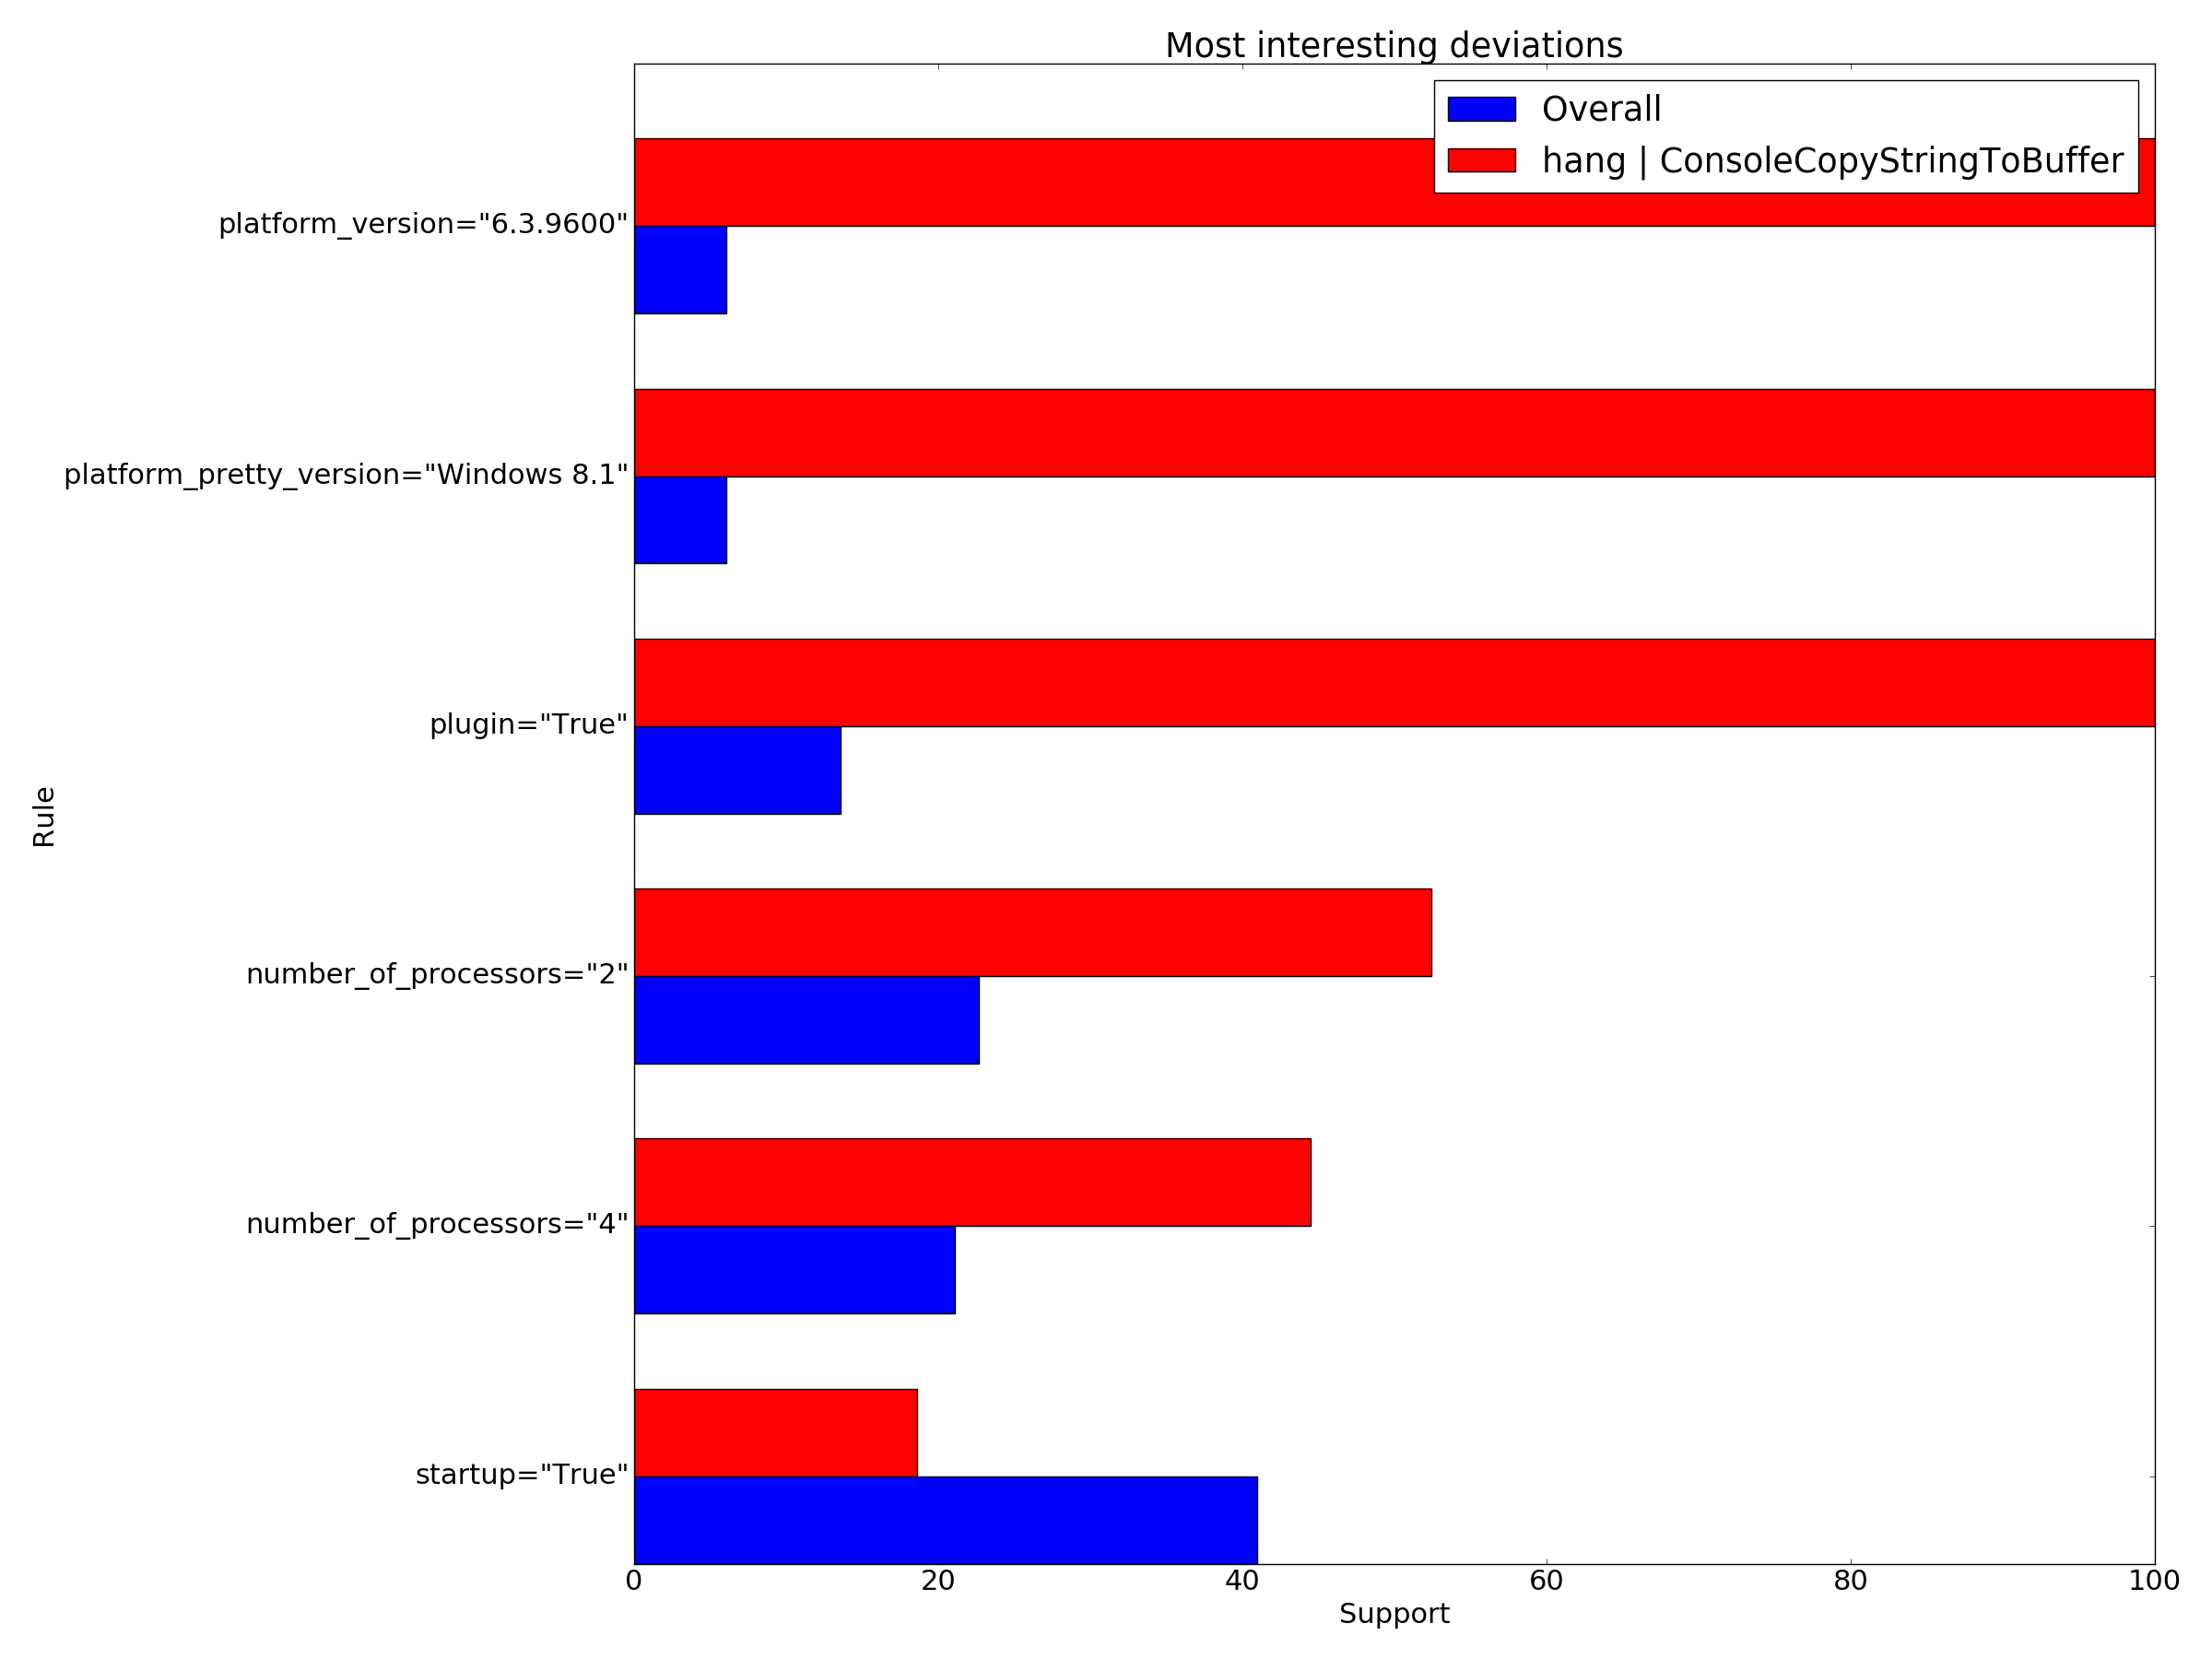 Most interesting deviations
Overall
hang | ConsoleCopyStringToBuffer
platform_version="6.3.9600"
platform_pretty_version="Windows 8.1"
plugin="True"
Rule
number_of_processors="2"
number_of_processors="4"
startup="True"
0 20 40 60 80 100
Support